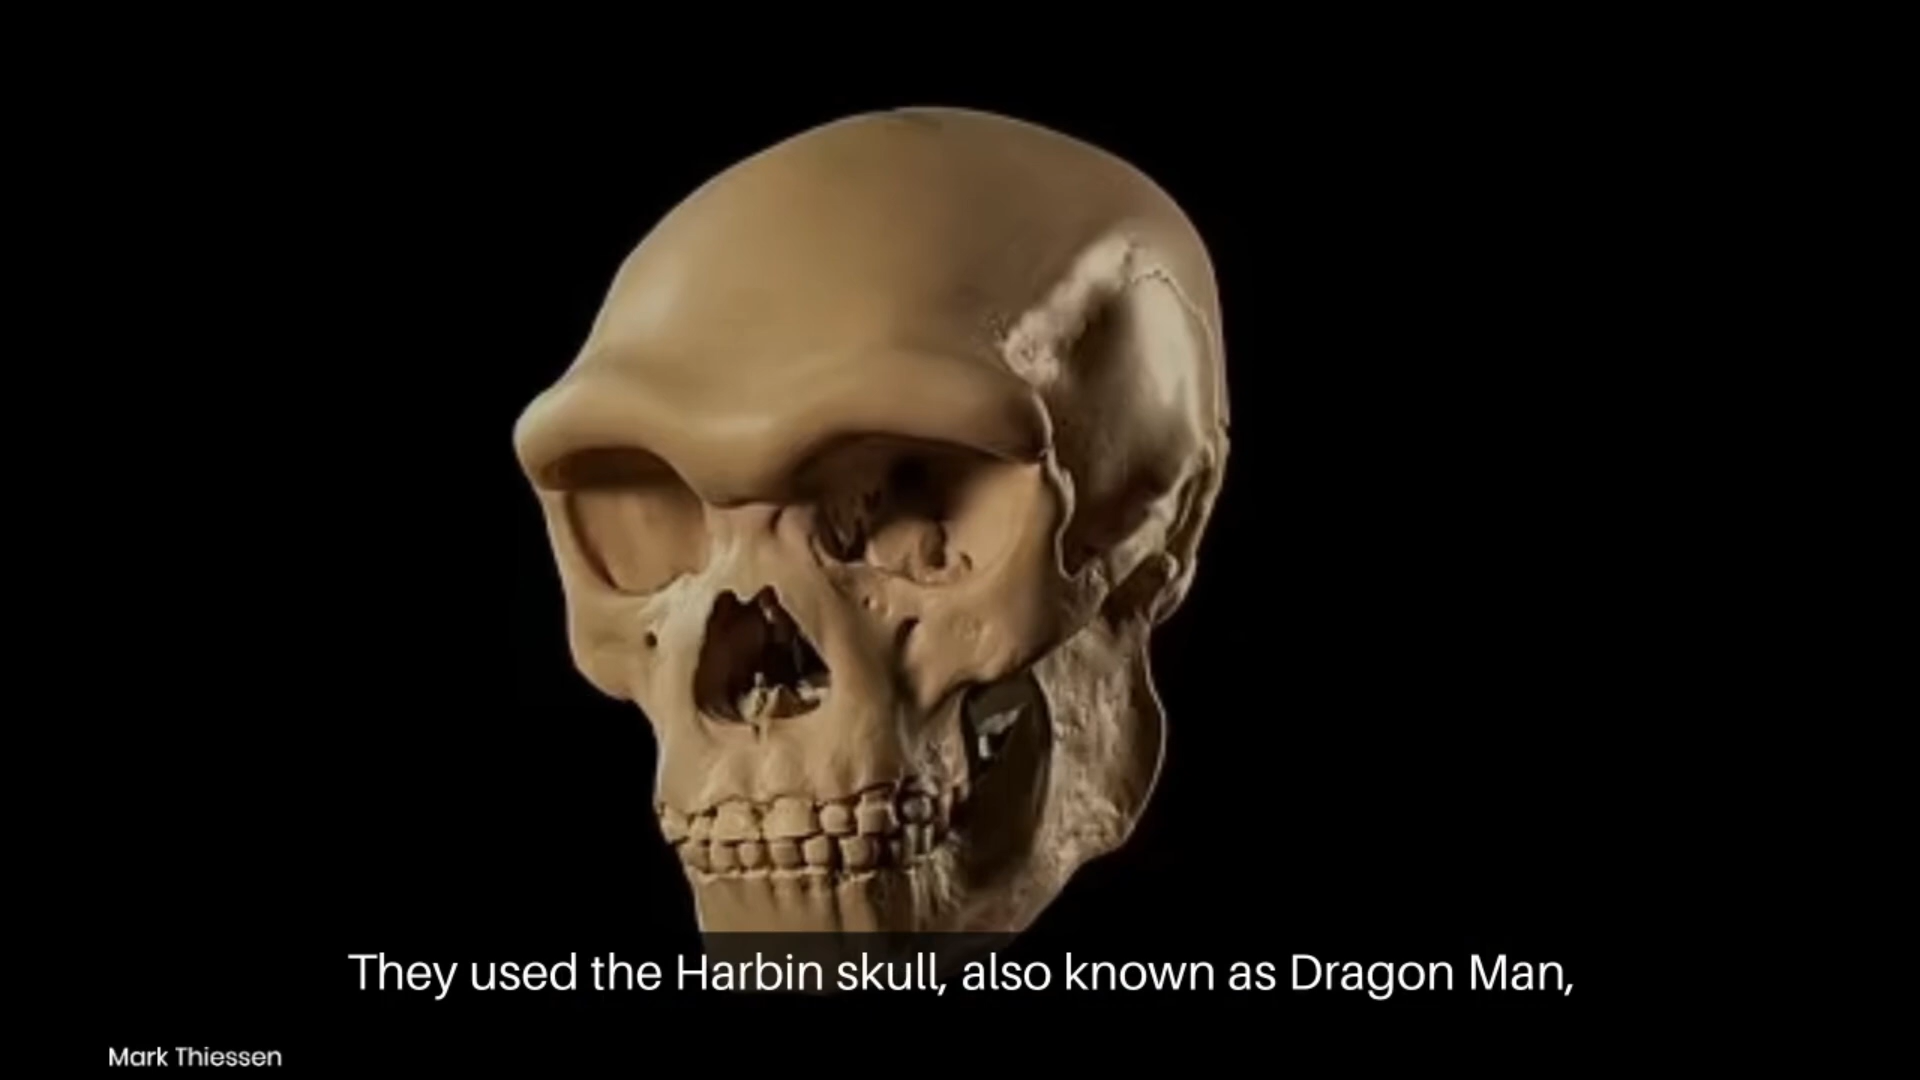 They used the Harbin skull, also known as Dragon Man,
Mark Thiessen